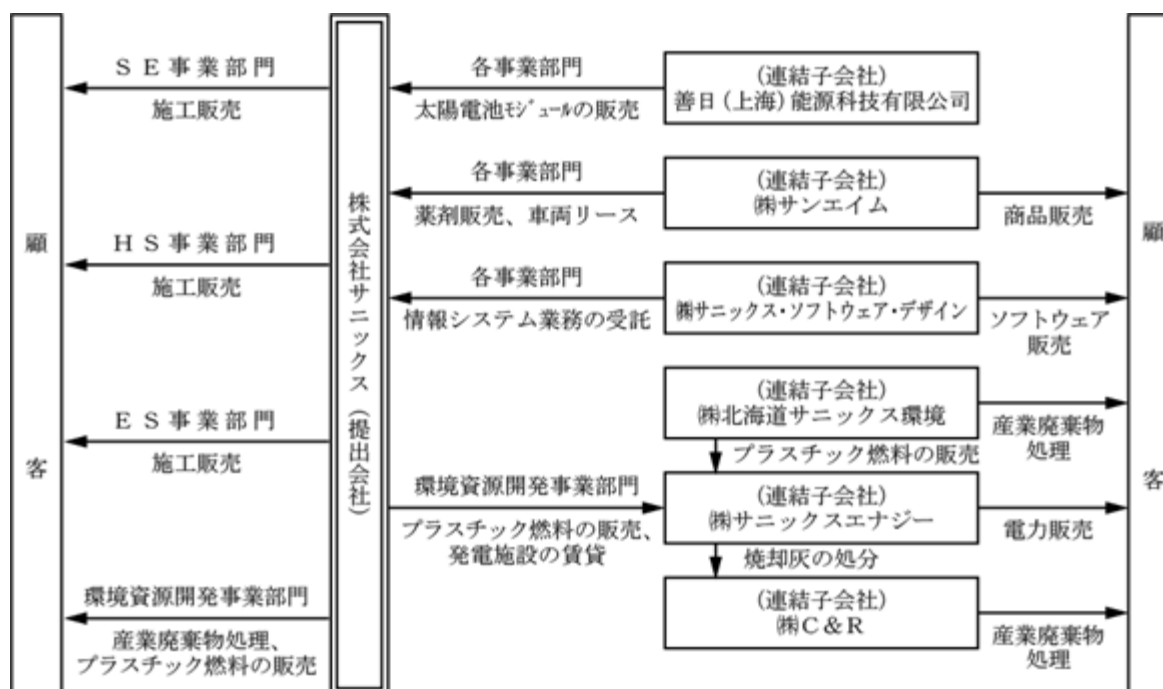 顧客
ＳＥ事業部門
施工販売
ＨＳ事業部門
施工販売
ＥＳ事業部門
施工販売
環境資源開発事業部門
産業廃棄物処理、
プラスチック燃料の販売
株式会社サニックス（提出会社）
各事業部門
太陽電池ﾓｼﾞｭｰﾙの販売
各事業部門
薬剤販売、車両リース
各事業部門
情報システム業務の受託
環境資源開発事業部門
プラスチック燃料の販売、
発電施設の賃貸
(連結子会社)
善日(上海)能源科技有限公司
(連結子会社)
㈱サンエイム
商品販売
(連結子会社)
㈱サニックス・ソフトウェア・デザイン
ソフトウェア
販売
(連結子会社)
㈱北海道サニックス環境
産業廃棄物
処理
プラスチック燃料の販売
(連結子会社)
㈱サニックスエナジー
電力販売
焼却灰の処分
(連結子会社)
㈱Ｃ＆Ｒ
産業廃棄物
処理
顧客